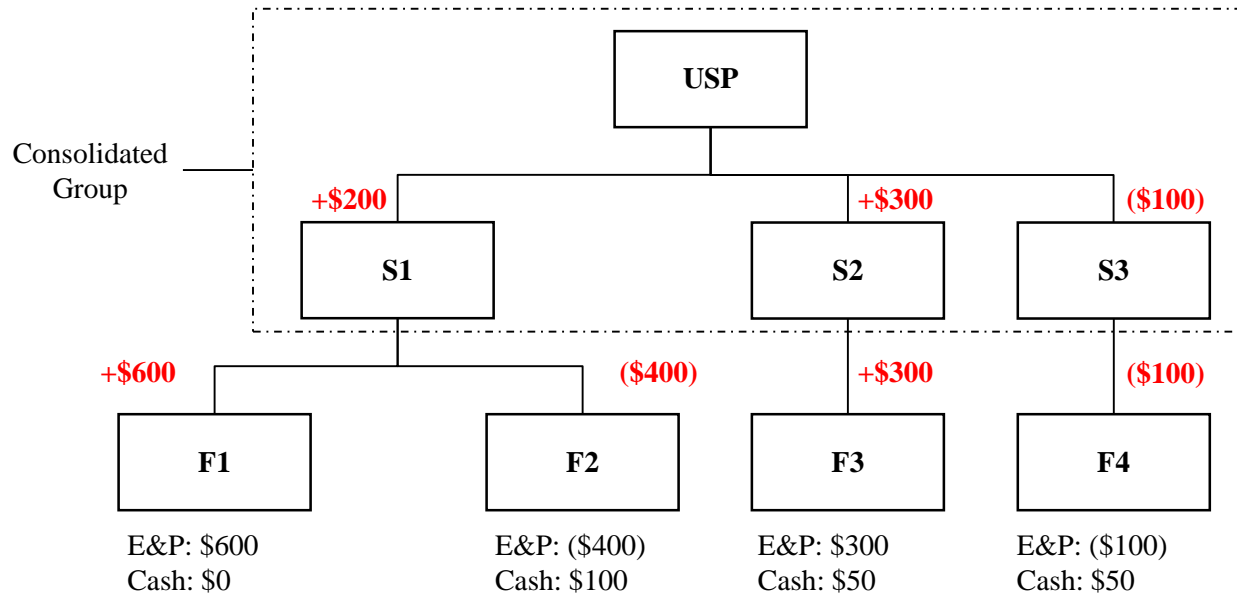 USP
Consolidated
Group
+$200
+$300
($100)
S1
S2
S3
+$600
($400)
+$300
($100)
F1
F2
F3
F4
E&P: $600
Cash: $0
E&P: ($400)
Cash: $100
E&P: $300
Cash: $50
E&P: ($100)
Cash: $50